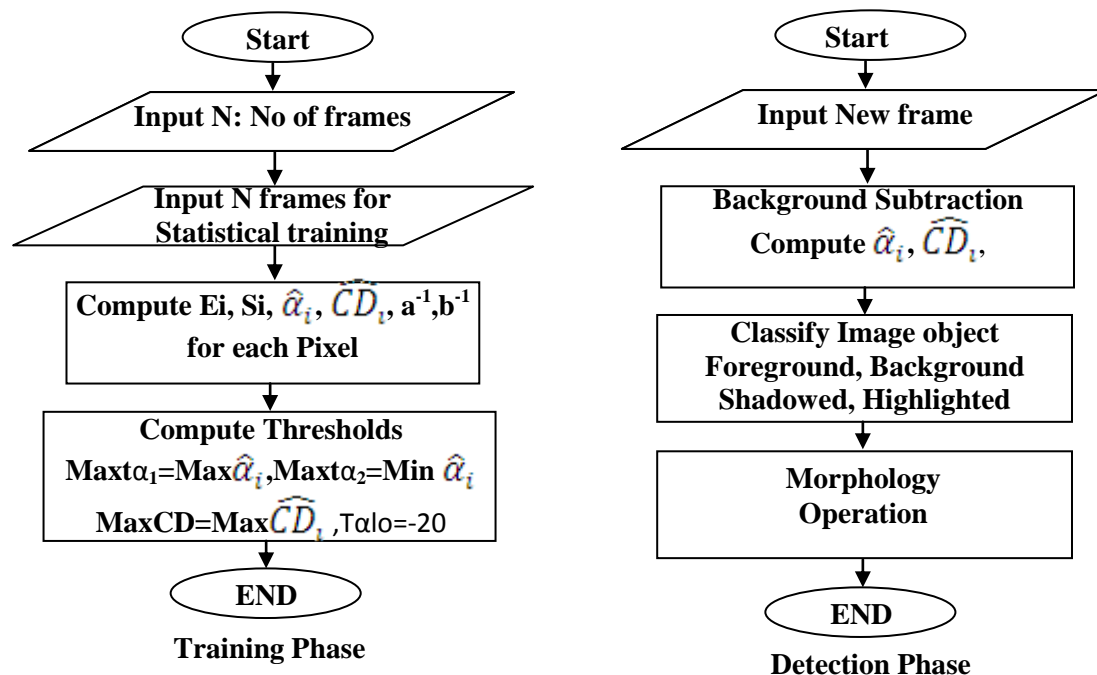 Start
Input N: No of frames
Input N frames for
Statistical training
Compute Ei, Si, α̂ᵢ, ĈDᵢ, a⁻¹,b⁻¹
for each Pixel
Compute Thresholds
Maxtα₁=Maxα̂ᵢ,Maxtα₂=Min α̂ᵢ
MaxCD=MaxĈDᵢ ,Tαlo=-20
END
Training Phase
Start
Input New frame
Background Subtraction
Compute α̂ᵢ, ĈDᵢ,
Classify Image object
Foreground, Background
Shadowed, Highlighted
Morphology
Operation
END
Detection Phase